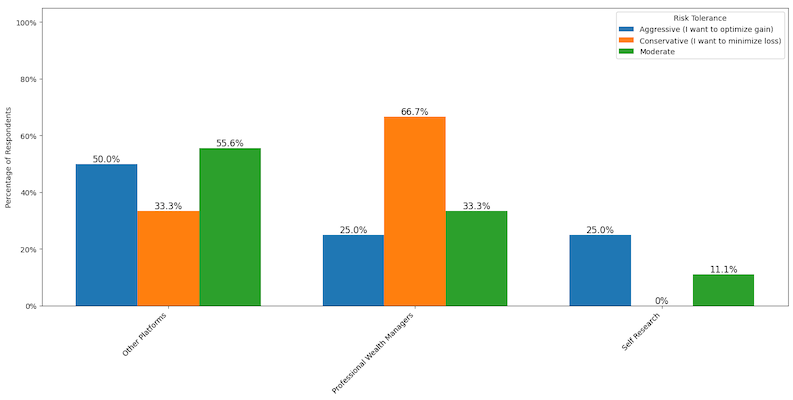 Risk Tolerance
Aggressive (I want to optimize gain)
Conservative (I want to minimize loss)
Moderate
Percentage of Respondents
100%
80%
60%
40%
20%
0%
50.0%
33.3%
55.6%
25.0%
66.7%
33.3%
25.0%
0%
11.1%
Other Platforms
Professional Wealth Managers
Self Research